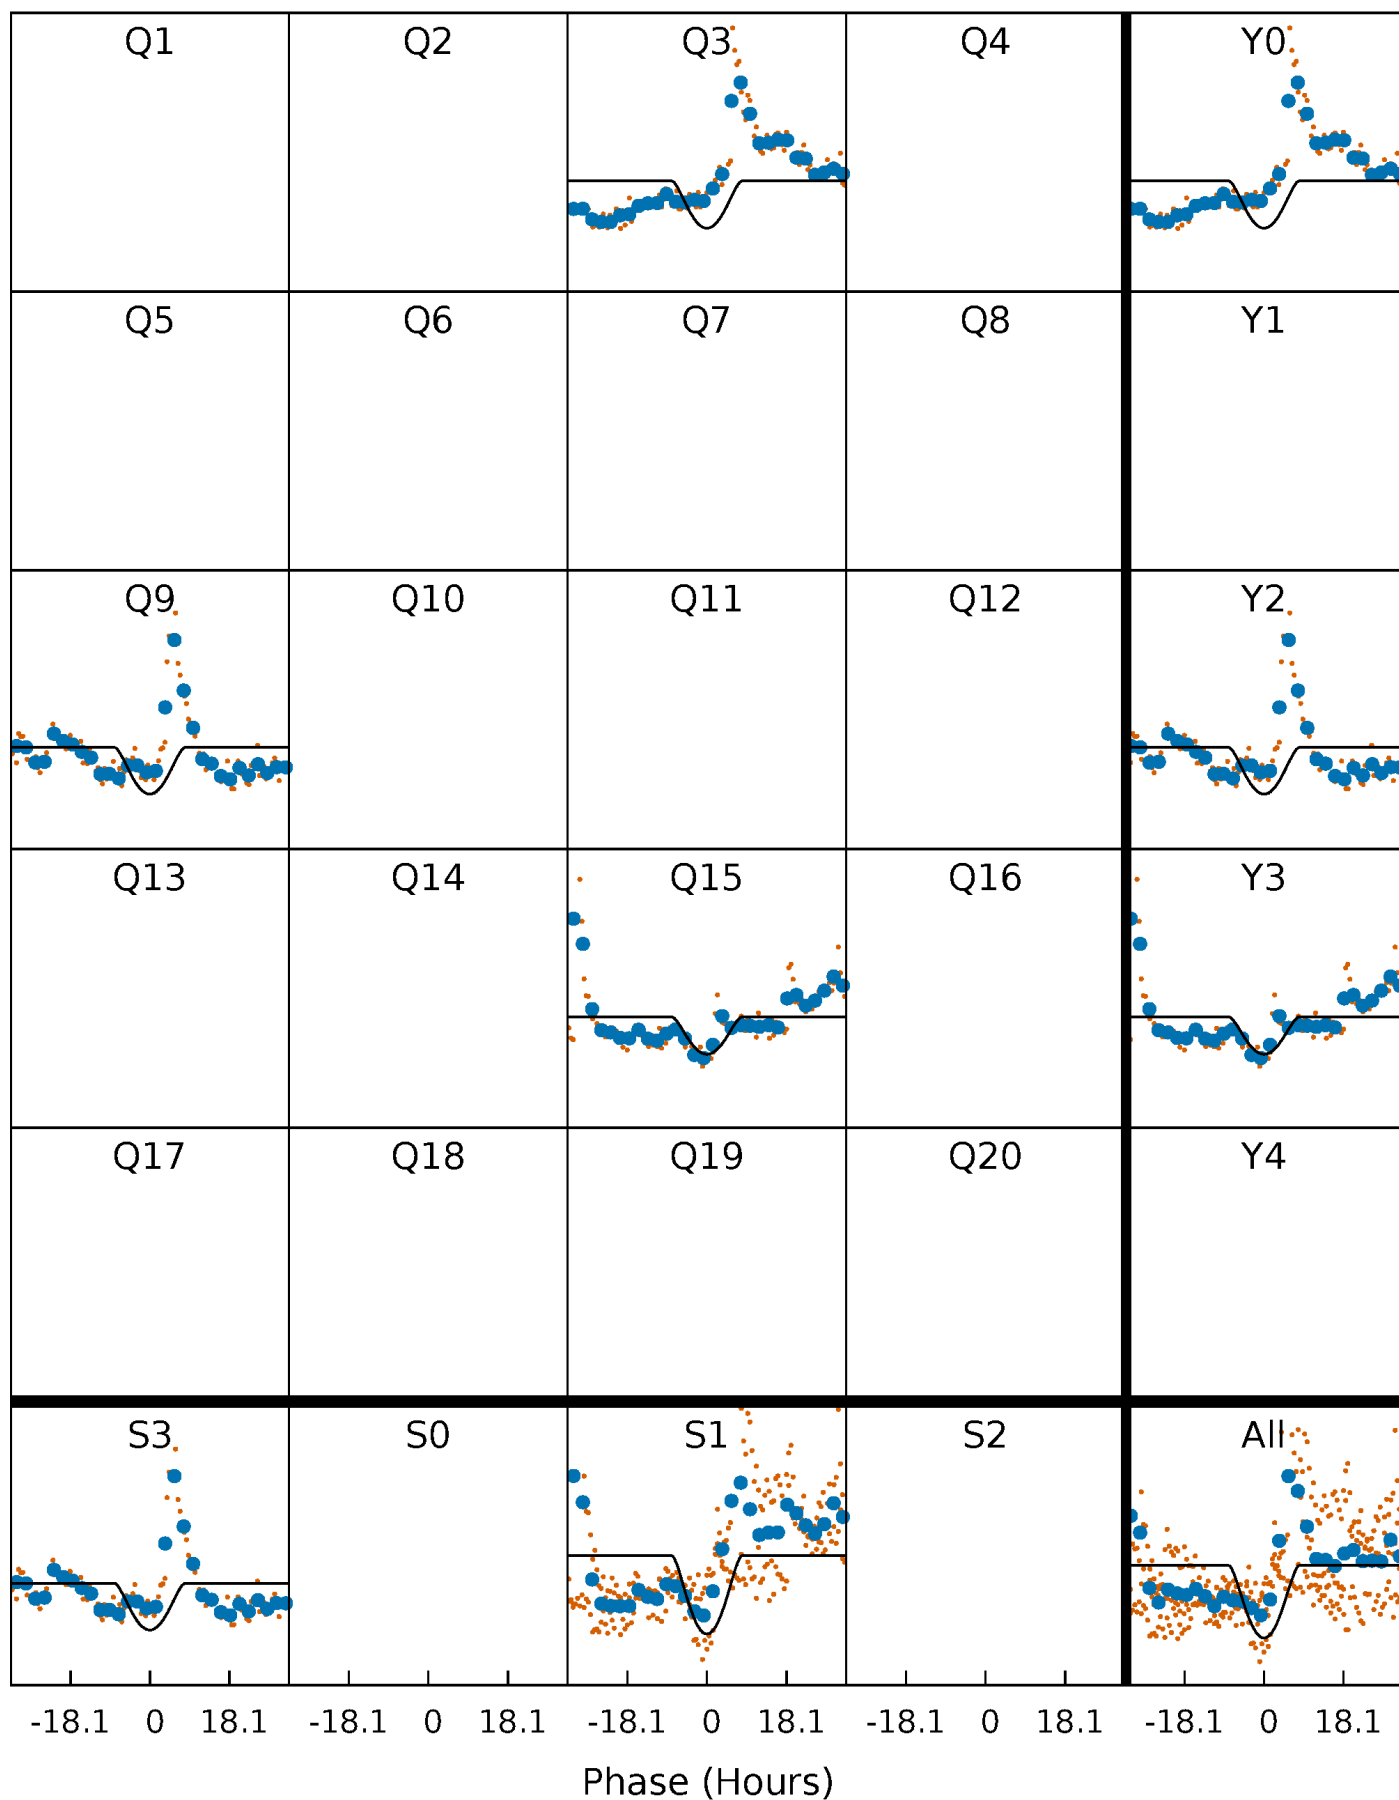 Q1 Q2 Q3 Q4 Y0
Q5 Q6 Q7 Q8 Y1
Q9 Q10 Q11 Q12 Y2
Q13 Q14 Q15 Q16 Y3
Q17 Q18 Q19 Q20 Y4
S3 S0 S1 S2 All
-18.1 0 18.1 -18.1 0 18.1 -18.1 0 18.1 -18.1 0 18.1 -18.1 0 18.1
Phase (Hours)